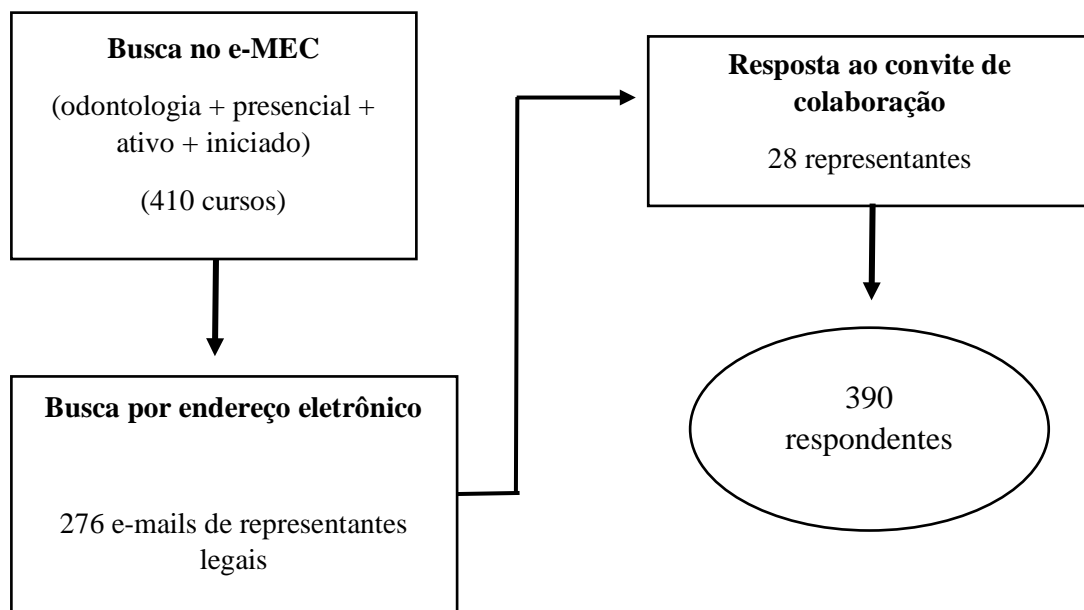 Busca no e-MEC
(odontologia + presencial +
ativo + iniciado)
(410 cursos)
Busca por endereço eletrônico
276 e-mails de representantes
legais
Resposta ao convite de
colaboração
28 representantes
390
respondentes